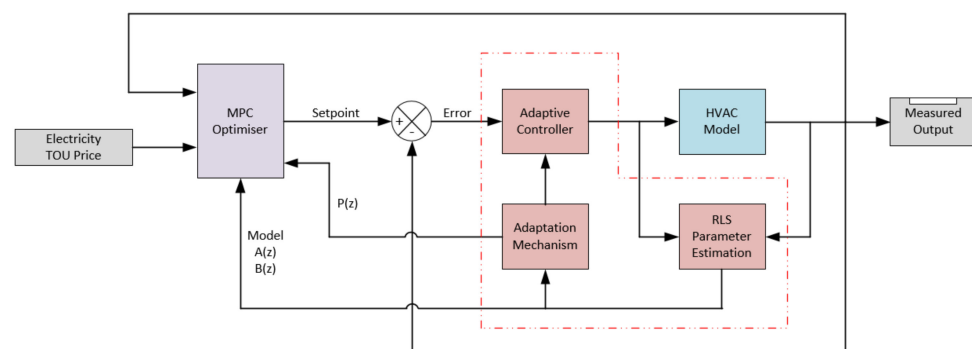 MPC
Optimiser
Electricity
TOU Price
Setpoint
+
-
Error
Adaptive
Controller
HVAC
Model
Measured
Output
P(z)
Adaptation
Mechanism
RLS
Parameter
Estimation
Model
A(z)
B(z)